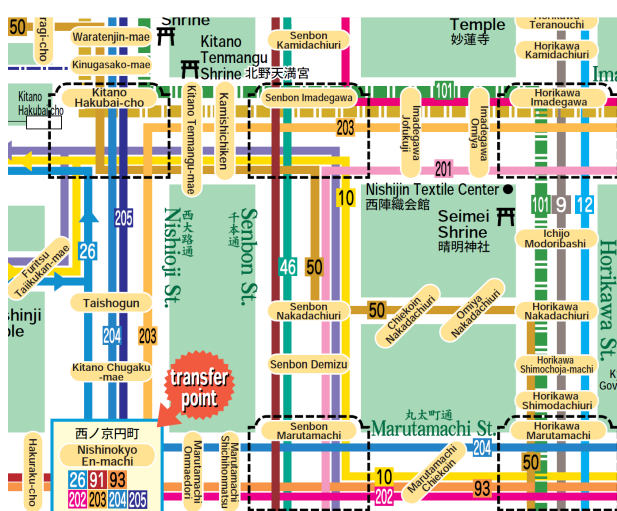 50
Shrine
Waratenjin-mae
Kinugasako-mae
Kitano
Tenmangu
Shrine 北野天満宮
Senbon
Kamidachiuri
Temple
妙蓮寺
Horikawa
Teranouchi
Horikawa
Kamidachiuri
Kitano
Hakubai-cho
Kitano
Hakubai-cho
Kitano Tenmangu-mae
Kamishichiken
Senbon Imadegawa
101
Imadegawa
Jofukuji
Imadegawa
Omiya
Horikawa
Imadegawa
203
201
10
Nishijin Textile Center
西陣織会館
Seimei
Shrine
晴明神社
101
9
12
205
26
西大路通
Nishioji St.
千本通
Senbon St.
46
50
Ichijo
Modoribashi
Horikawa St.
Furitsu
Taiikukan-mae
Taishogun
204
203
Senbon
Nakadachiuri
50
Chiekoin
Nakadachiuri
Omiya
Nakadachiuri
Horikawa
Nakadachiuri
Kitano Chugaku
-mae
transfer
point
Senbon Demizu
Horikawa
Shimochoja-machi
Horikawa
Shimodachiuri
西ノ京円町
Nishinokyo
En-machi
26 91 93
202 203 204 205
Hakuraku-cho
Marutamachi
Onmaedori
Marutamachi
Shichihonmatsu
Senbon
Marutamachi
丸太町通
Marutamachi St.
204
Horikawa
Marutamachi
Marutamachi
Chiekoin
50
10
93
202